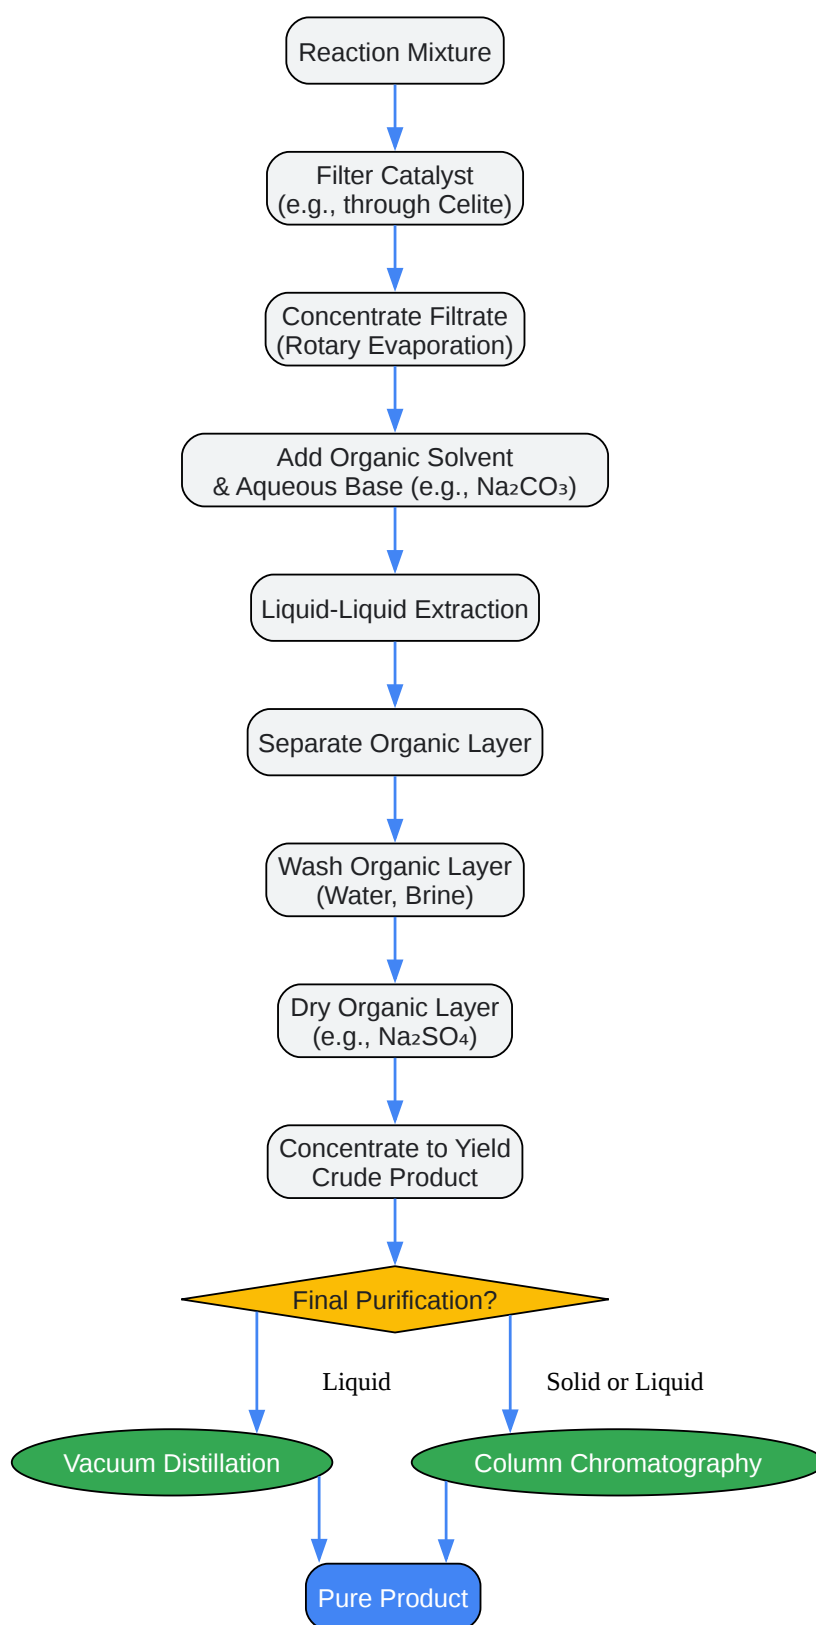 Reaction Mixture
Filter Catalyst
(e.g., through Celite)
Concentrate Filtrate
(Rotary Evaporation)
Add Organic Solvent
& Aqueous Base (e.g., Na₂CO₃)
Liquid-Liquid Extraction
Separate Organic Layer
Wash Organic Layer
(Water, Brine)
Dry Organic Layer
(e.g., Na₂SO₄)
Concentrate to Yield
Crude Product
Final Purification?
Liquid
Solid or Liquid
Vacuum Distillation
Column Chromatography
Pure Product